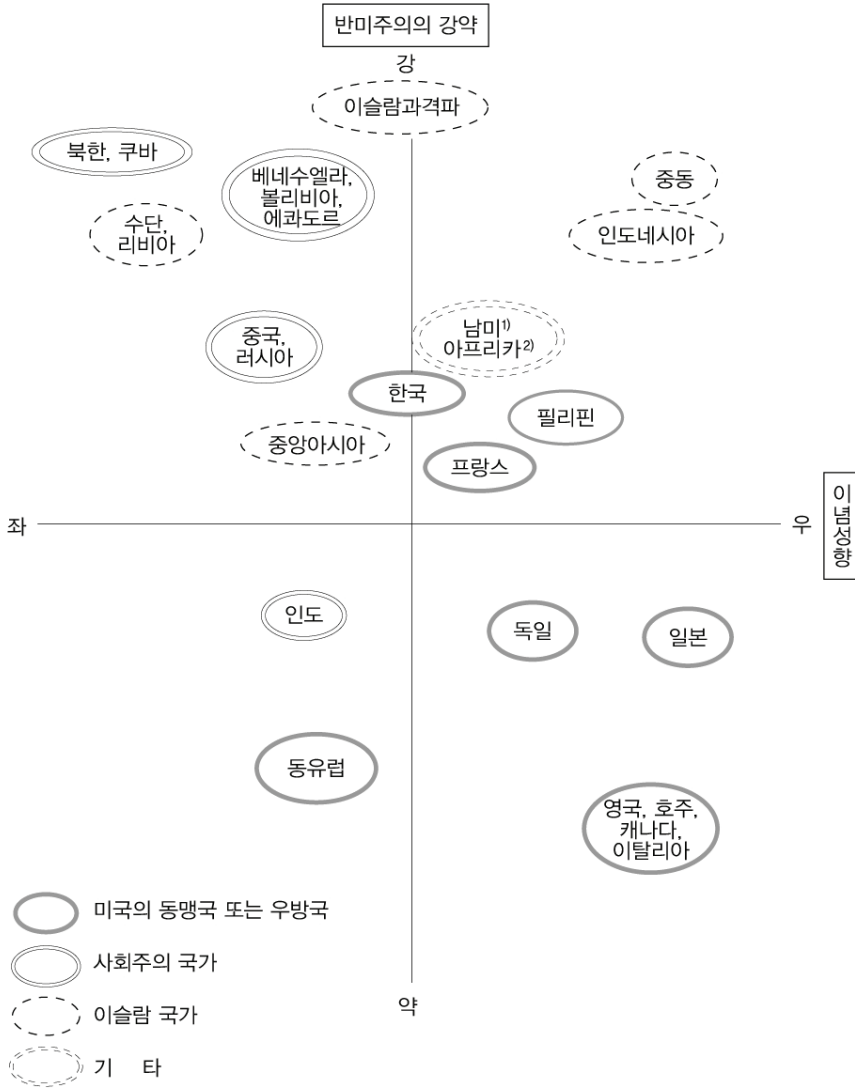 반미주의의 강약
강
이슬람과격파
북한, 쿠바
베네수엘라,
볼리비아,
에콰도르
중동
수단,
리비아
인도네시아
중국,
러시아
남미1)
아프리카2)
한국
필리핀
중앙아시아
프랑스
좌
우
이념성향
인도
독일
일본
동유럽
영국, 호주,
캐나다,
이탈리아
미국의 동맹국 또는 우방국
사회주의 국가
이슬람 국가
약
기 타